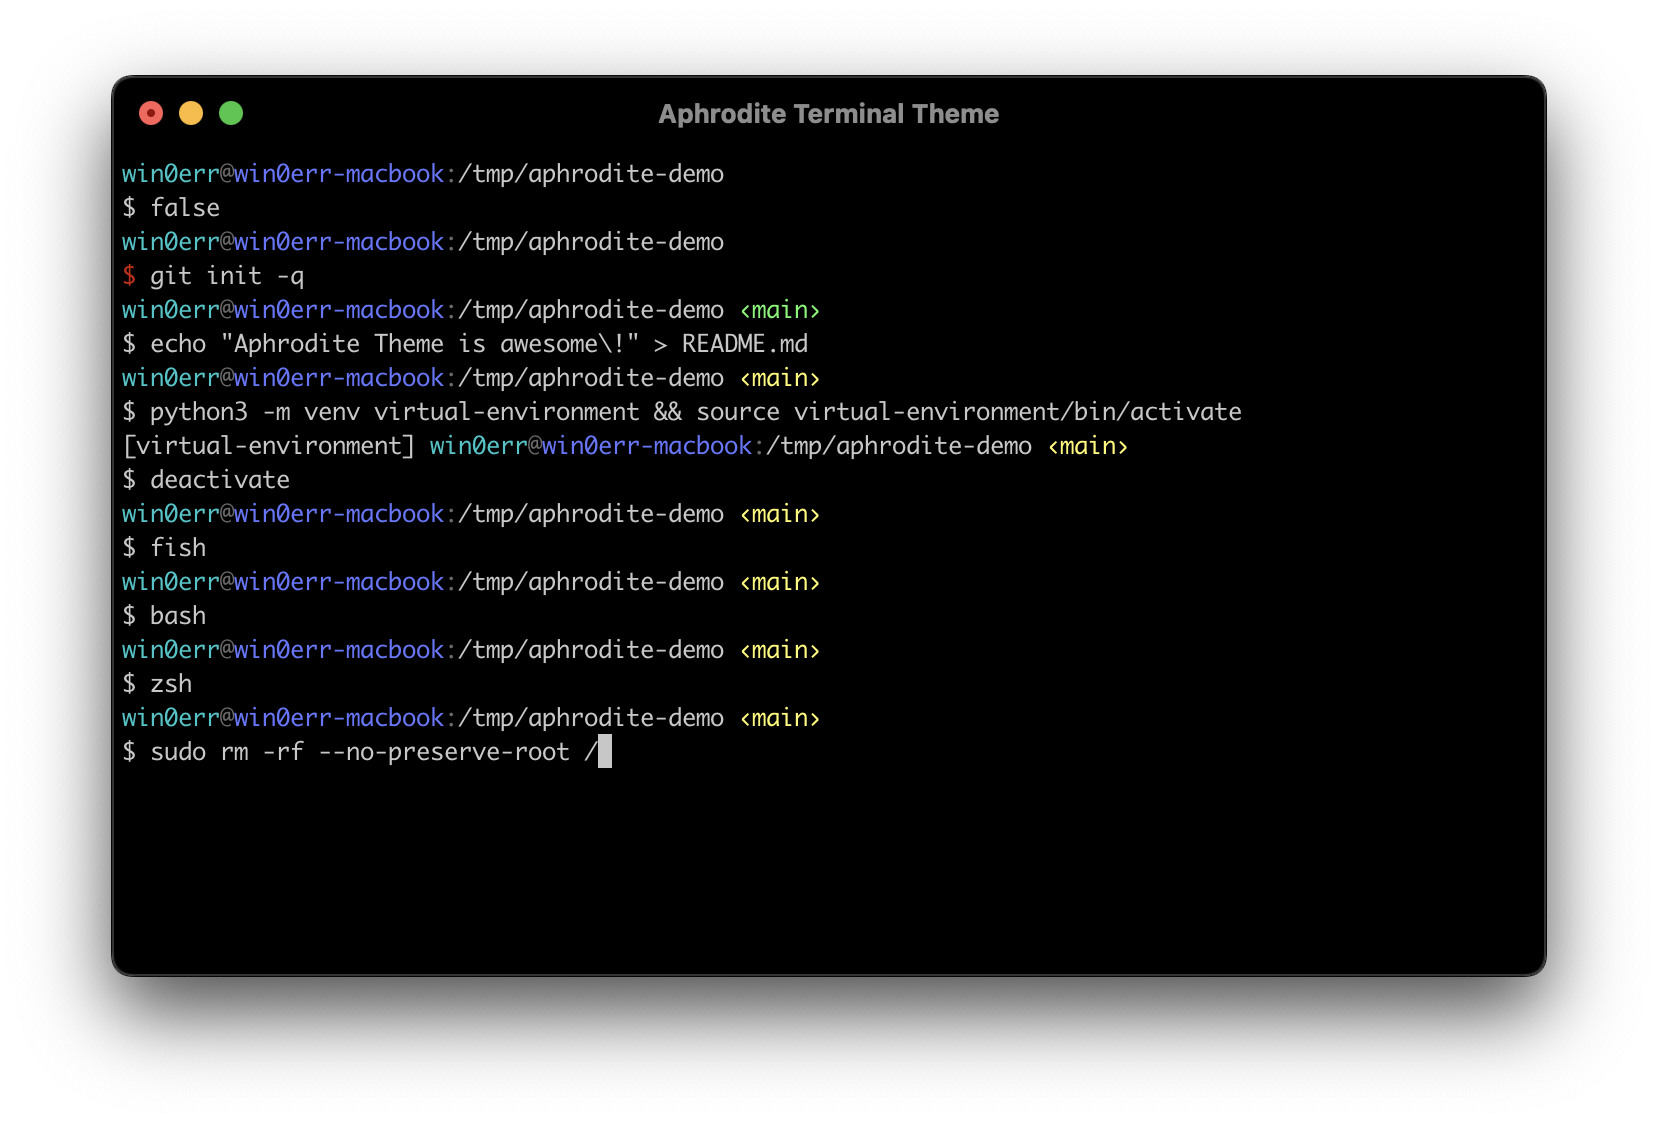 Aphrodite Terminal Theme
win0err@win0err-macbook:/tmp/aphrodite-demo
$ false
win0err@win0err-macbook:/tmp/aphrodite-demo
$ git init -q
win0err@win0err-macbook:/tmp/aphrodite-demo ‹main›
$ echo "Aphrodite Theme is awesome\!" > README.md
win0err@win0err-macbook:/tmp/aphrodite-demo ‹main›
$ python3 -m venv virtual-environment && source virtual-environment/bin/activate
[virtual-environment] win0err@win0err-macbook:/tmp/aphrodite-demo ‹main›
$ deactivate
win0err@win0err-macbook:/tmp/aphrodite-demo ‹main›
$ fish
win0err@win0err-macbook:/tmp/aphrodite-demo ‹main›
$ bash
win0err@win0err-macbook:/tmp/aphrodite-demo ‹main›
$ zsh
win0err@win0err-macbook:/tmp/aphrodite-demo ‹main›
$ sudo rm -rf --no-preserve-root /